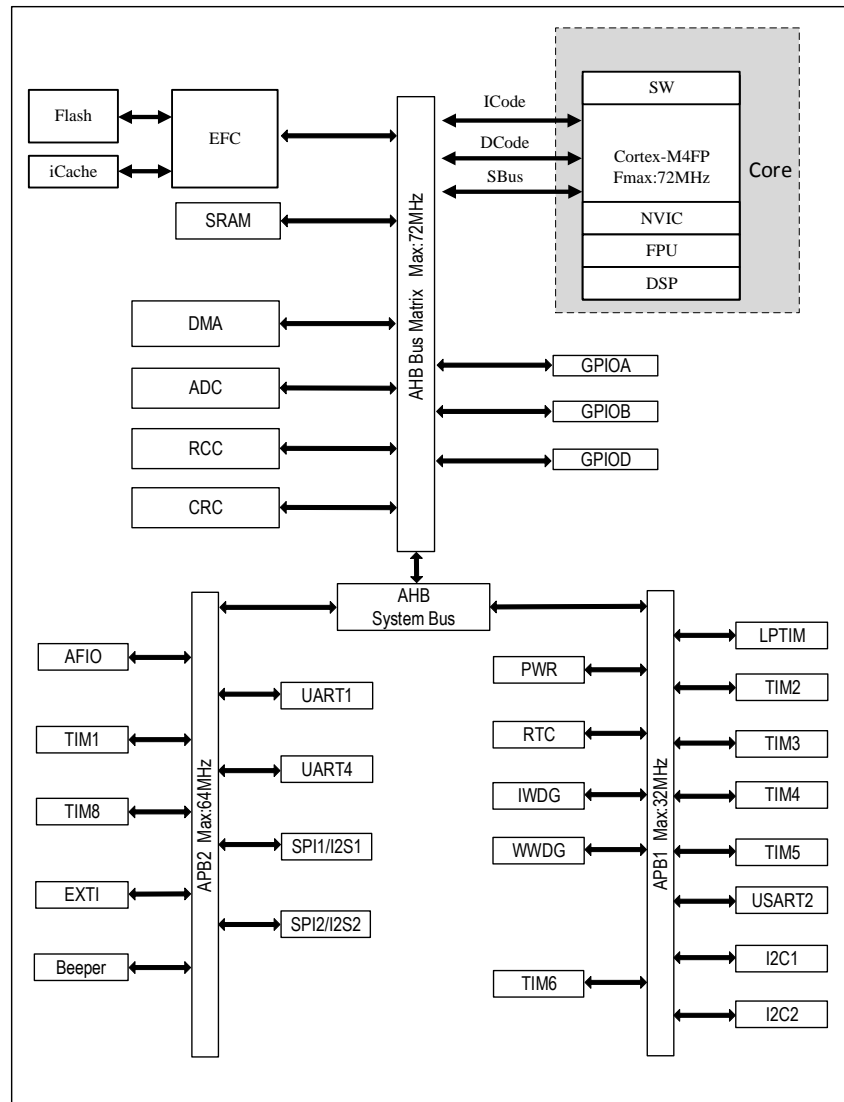 Flash
iCache
EFC
SRAM
DMA
ADC
RCC
CRC
AHB Bus Matrix Max:72MHz
ICode
DCode
SBus
SW
Cortex-M4FP
Fmax:72MHz
NVIC
FPU
DSP
Core
GPIOA
GPIOB
GPIOD
AHB
System Bus
AFIO
TIM1
TIM8
EXTI
Beeper
APB2 Max:64MHz
UART1
UART4
SPI1/I2S1
SPI2/I2S2
PWR
RTC
IWDG
WWDG
TIM6
APB1 Max:32MHz
LPTIM
TIM2
TIM3
TIM4
TIM5
USART2
I2C1
I2C2